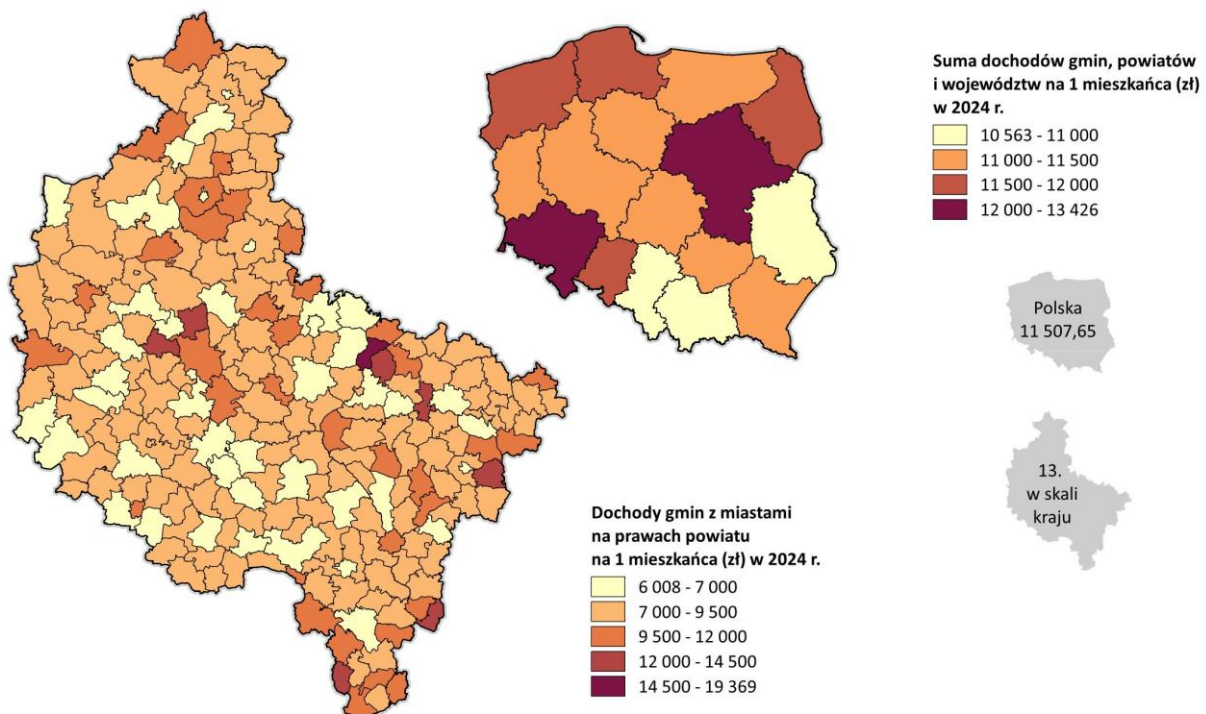 Suma dochodów gmin, powiatów
i województw na 1 mieszkańca (zł)
w 2024 r.
10 563 - 11 000
11 000 - 11 500
11 500 - 12 000
12 000 - 13 426
Polska
11 507,65
13.
w skali
kraju
Dochody gmin z miastami
na prawach powiatu
na 1 mieszkańca (zł) w 2024 r.
6 008 - 7 000
7 000 - 9 500
9 500 - 12 000
12 000 - 14 500
14 500 - 19 369